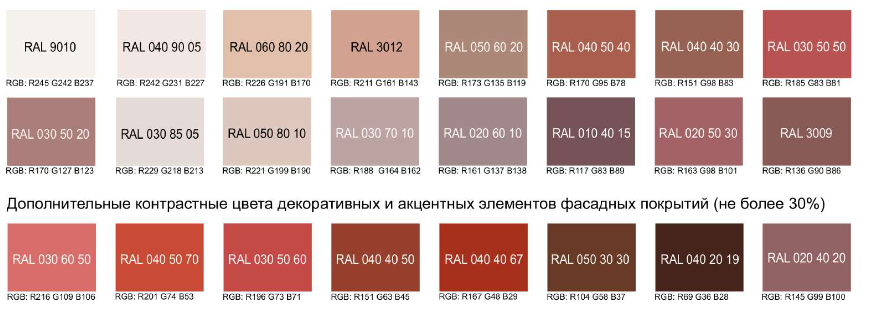 RAL 9010 RAL 040 90 05 RAL 060 80 20 RAL 3012 RAL 050 60 20 RAL 040 50 40 RAL 040 40 30 RAL 030 50 50
RGB: R245 G242 B237 RGB: R242 G231 B227 RGB: R226 G191 B170 RGB: R211 G161 B143 RGB: R173 G135 B119 RGB: R170 G95 B78 RGB: R151 G98 B83 RGB: R185 G83 B81
RAL 030 50 20 RAL 030 85 05 RAL 050 80 10 RAL 030 70 10 RAL 020 60 10 RAL 010 40 15 RAL 020 50 30 RAL 3009
RGB: R170 G127 B123 RGB: R229 G218 B213 RGB: R221 G199 B190 RGB: R188 G164 B162 RGB: R161 G137 B138 RGB: R117 G83 B89 RGB: R163 G98 B101 RGB: R136 G90 B86
Дополнительные контрастные цвета декоративных и акцентных элементов фасадных покрытий (не более 30%)
RAL 030 60 50 RAL 040 50 70 RAL 030 50 60 RAL 040 40 50 RAL 040 40 67 RAL 050 30 30 RAL 040 20 19 RAL 020 40 20
RGB: R216 G109 B106 RGB: R201 G74 B53 RGB: R196 G73 B71 RGB: R151 G63 B45 RGB: R167 G48 B29 RGB: R104 G58 B37 RGB: R69 G36 B28 RGB: R145 G99 B100